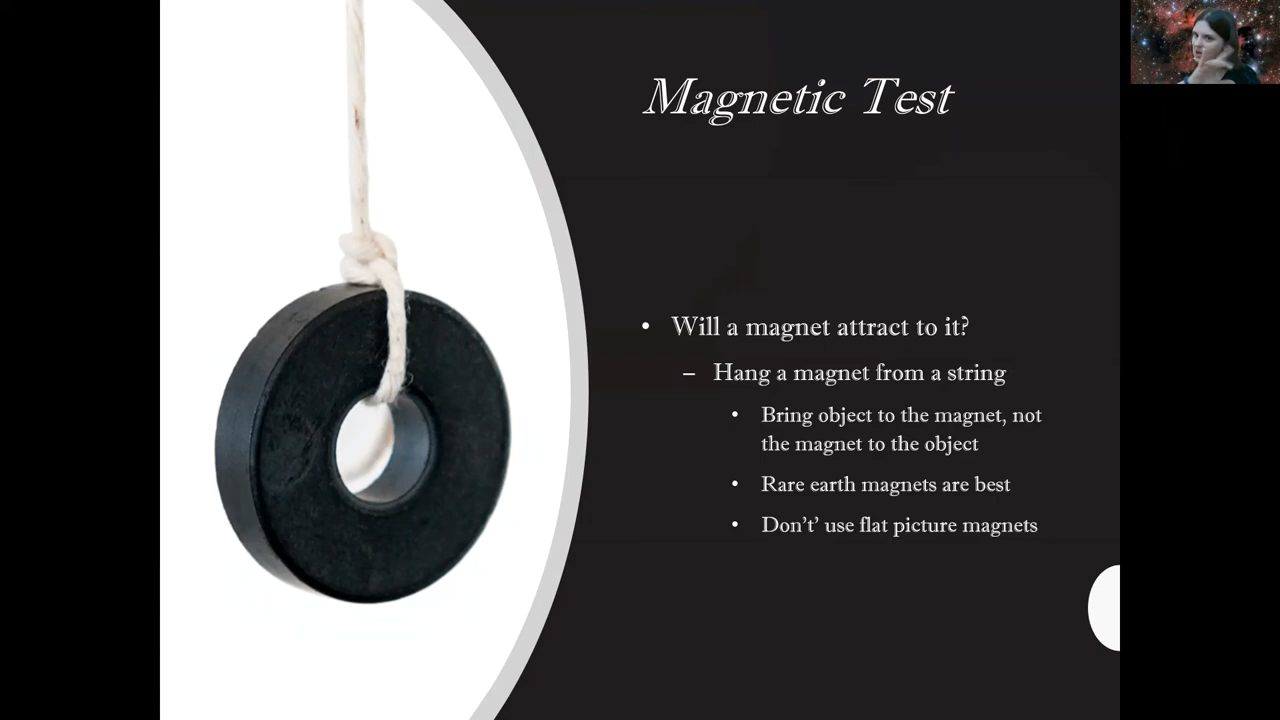 Magnetic Test
• Will a magnet attract to it?
– Hang a magnet from a string
• Bring object to the magnet, not
the magnet to the object
• Rare earth magnets are best
• Don’t’ use flat picture magnets